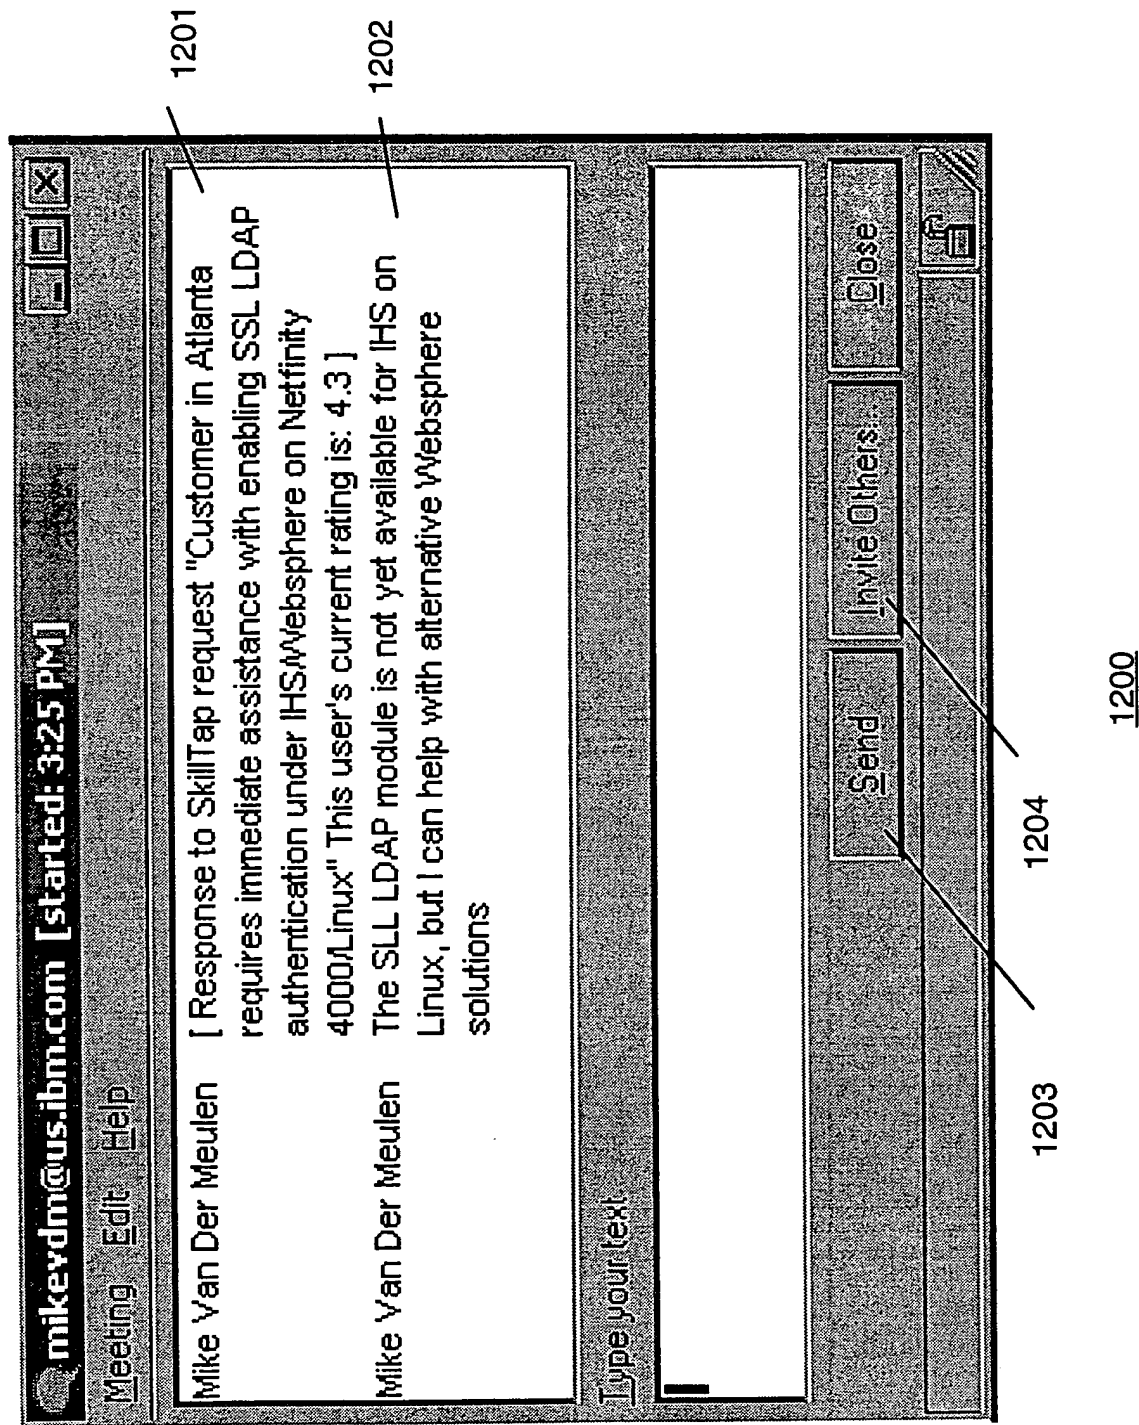 mikevdm@us.ibm.com [started: 3:25 PM]
Meeting Edit Help
Mike Van Der Meulen [Response to SkillTap request "Customer in Atlanta
requires immediate assistance with enabling SSL LDAP
authentication under IHS/Websphere on Netfinity
4000/Linux" This user's current rating is: 4.3 ]
Mike Van Der Meulen The SLL LDAP module is not yet available for IHS on
Linux, but I can help with alternative Websphere
solutions
Type your text
Send Invite Others... Close
1201
1202
1203
1204
1200